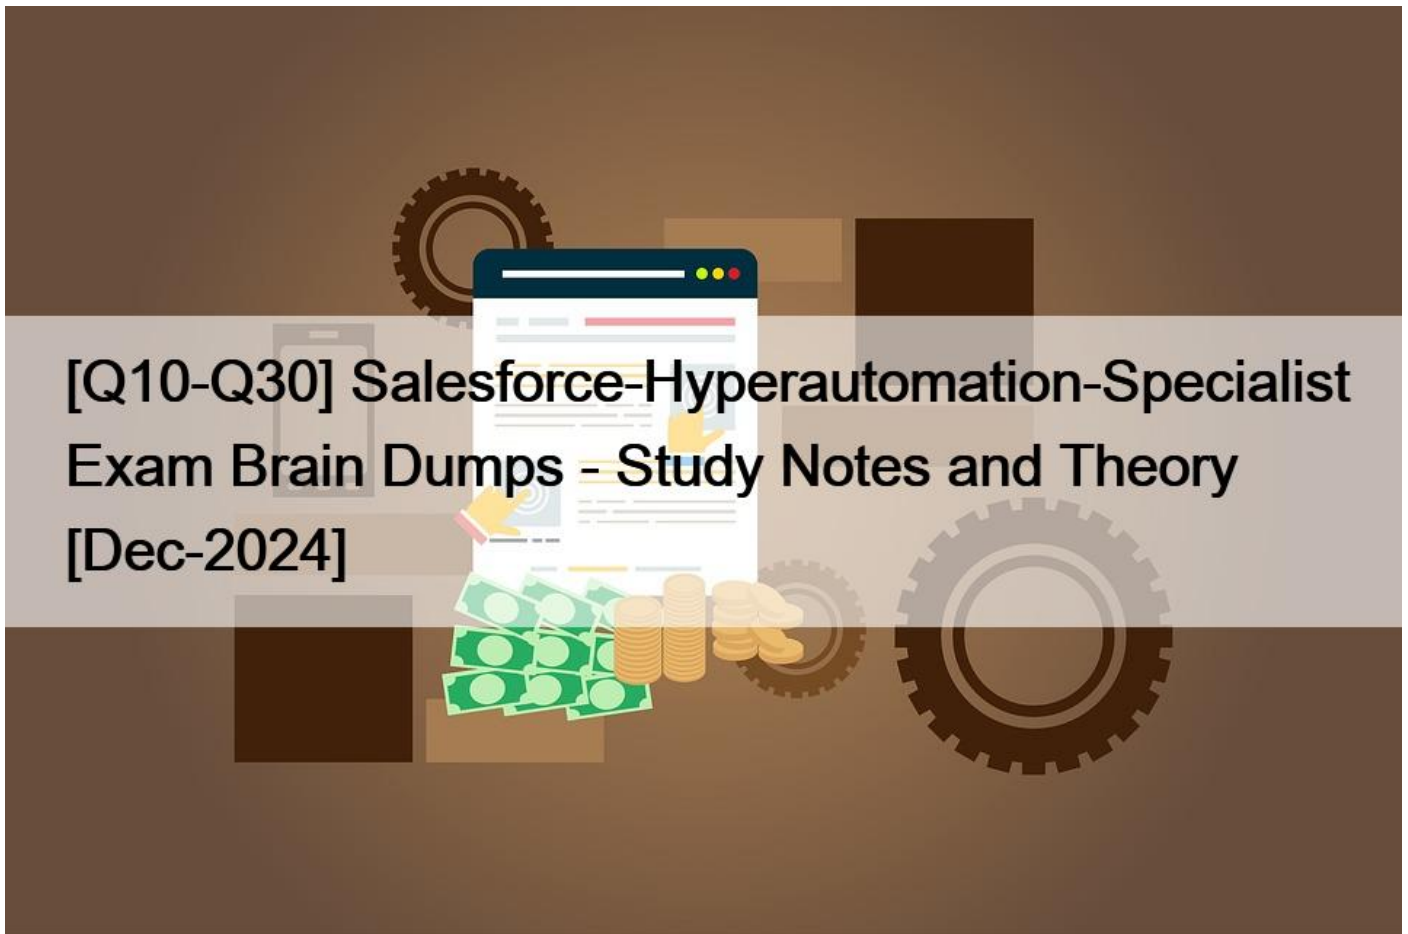 [Q10-Q30] Salesforce-Hyperautomation-Specialist
Exam Brain Dumps - Study Notes and Theory
[Dec-2024]